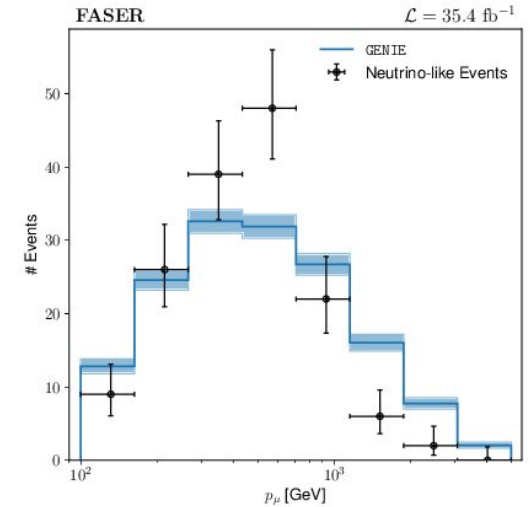 FASER
ℒ = 35.4 fb⁻¹
GENIE
Neutrino-like Events
# Events
50
40
30
20
10
0
10²
10³
pμ [GeV]